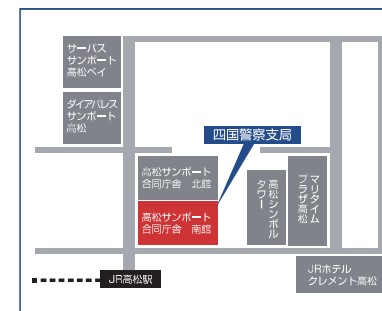 サーパス
サンポート
高松ベイ
ダイアパレス
サンポート
高松
四国警察支局
高松サンポート
合同庁舎　北館
高松サンポート
合同庁舎　南館
高松シンボル
タワー
マリタイム
プラザ高松
JR高松駅
JRホテル
クレメント高松